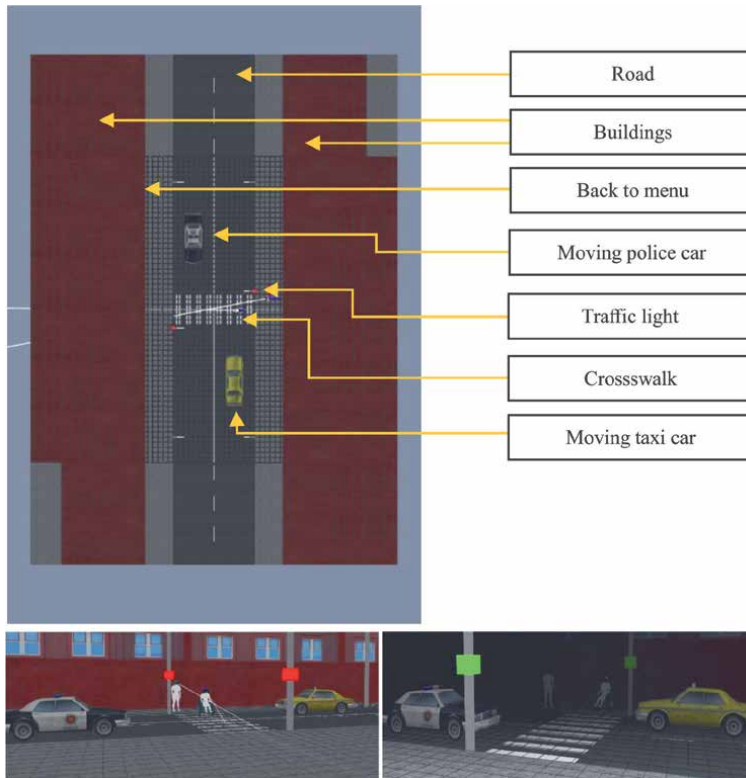 Road
Buildings
Back to menu
Moving police car
Traffic light
Crossswalk
Moving taxi car